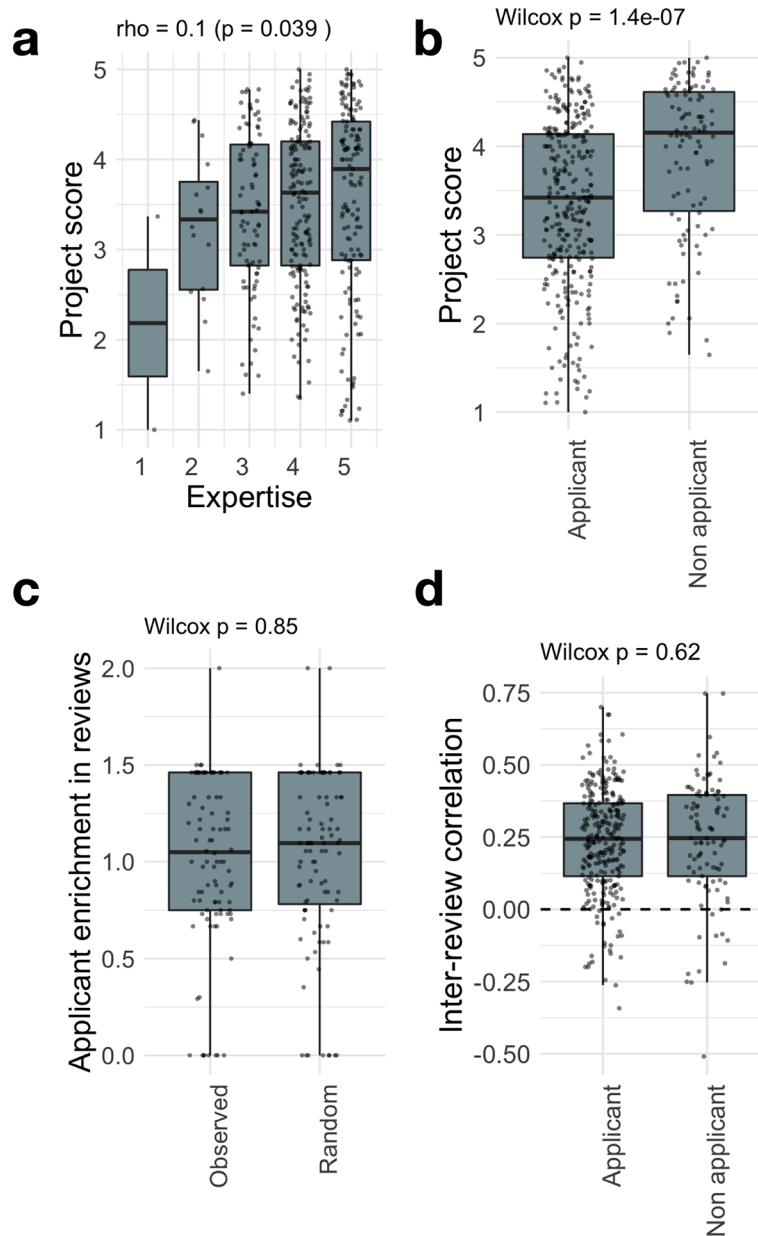 a
rho = 0.1 (p = 0.039 )
Project score
5
4
3
2
1
1 2 3 4 5
Expertise
b
Wilcox p = 1.4e-07
Project score
5
4
3
2
1
Applicant
Non applicant
c
Wilcox p = 0.85
Applicant enrichment in reviews
2.0
1.5
1.0
0.5
0.0
Observed
Random
d
Wilcox p = 0.62
Inter-review correlation
0.75
0.50
0.25
0.00
-0.25
-0.50
Applicant
Non applicant